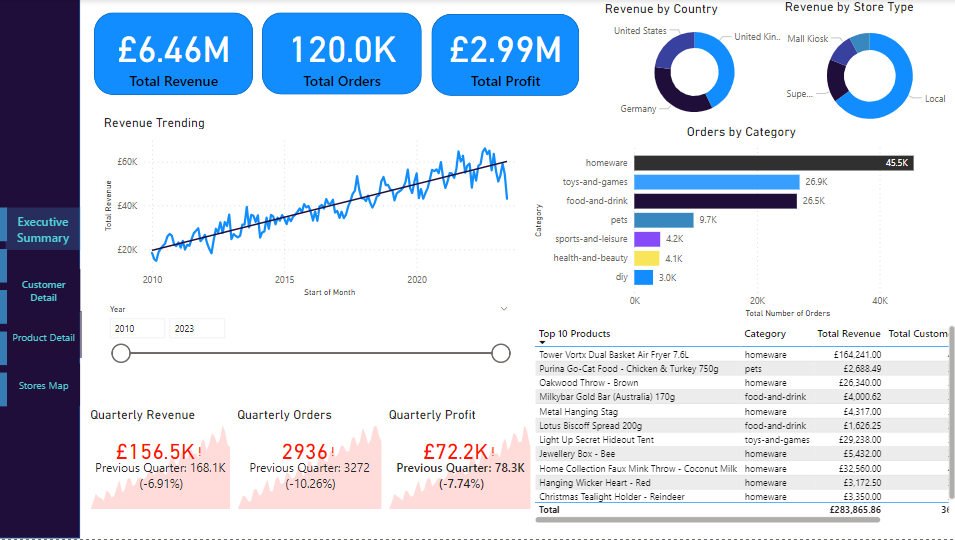 £6.46M
Total Revenue
120.0K
Total Orders
£2.99M
Total Profit
Revenue by Country
United States
United Kin...
Germany
Revenue by Store Type
Mall Kiosk
Supe...
Local
Revenue Trending
Total Revenue
£60K
£40K
£20K
2010
2015
2020
Start of Month
Orders by Category
Category
homeware
45.5K
toys-and-games
26.9K
food-and-drink
26.5K
pets
9.7K
sports-and-leisure
4.2K
health-and-beauty
4.1K
diy
3.0K
0K
20K
40K
Total Number of Orders
Executive
Summary
Customer
Detail
Product Detail
Stores Map
Year
2010
2023
Quarterly Revenue
£156.5K!
Previous Quarter: 168.1K
(-6.91%)
Quarterly Orders
2936!
Previous Quarter: 3272
(-10.26%)
Quarterly Profit
£72.2K!
Previous Quarter: 78.3K
(-7.74%)
Top 10 Products Category Total Revenue Total Custom
Tower Vortx Dual Basket Air Fryer 7.6L homeware £164,241.00
Purina Go-Cat Food - Chicken & Turkey 750g pets £2,688.49
Oakwood Throw - Brown homeware £26,340.00
Milkybar Gold Bar (Australia) 170g food-and-drink £4,000.62
Metal Hanging Stag homeware £4,317.00
Lotus Biscoff Spread 200g food-and-drink £1,626.25
Light Up Secret Hideout Tent toys-and-games £29,238.00
Jewellery Box - Bee homeware £5,432.00
Home Collection Faux Mink Throw - Coconut Milk homeware £32,560.00
Hanging Wicker Heart - Red homeware £3,172.50
Christmas Tealight Holder - Reindeer homeware £3,350.00
Total £283,865.86